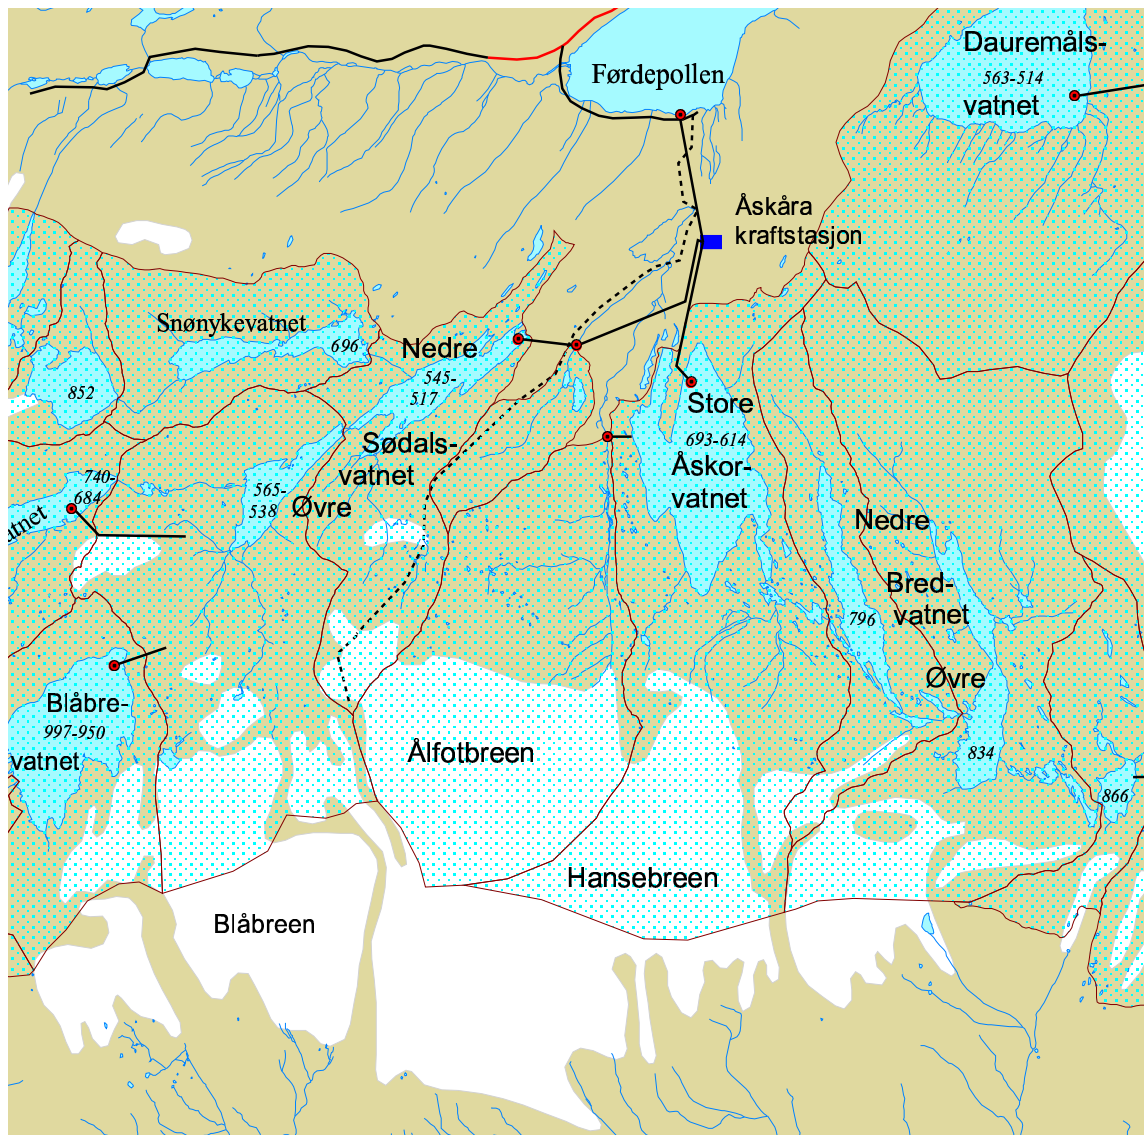 Dauremåls-
563-514
vatnet
Førdepollen
Åskåra
kraftstasjon
Snønykevatnet
696
Nedre
545-
517
852
Store
693-614
Åskor-
vatnet
Sødals-
vatnet
740-
684
565-
538
Øvre
atnet
Nedre
Bred-
vatnet
796
Øvre
834
866
Blåbre-
997-950
vatnet
Ålfotbreen
Hansebreen
Blåbreen